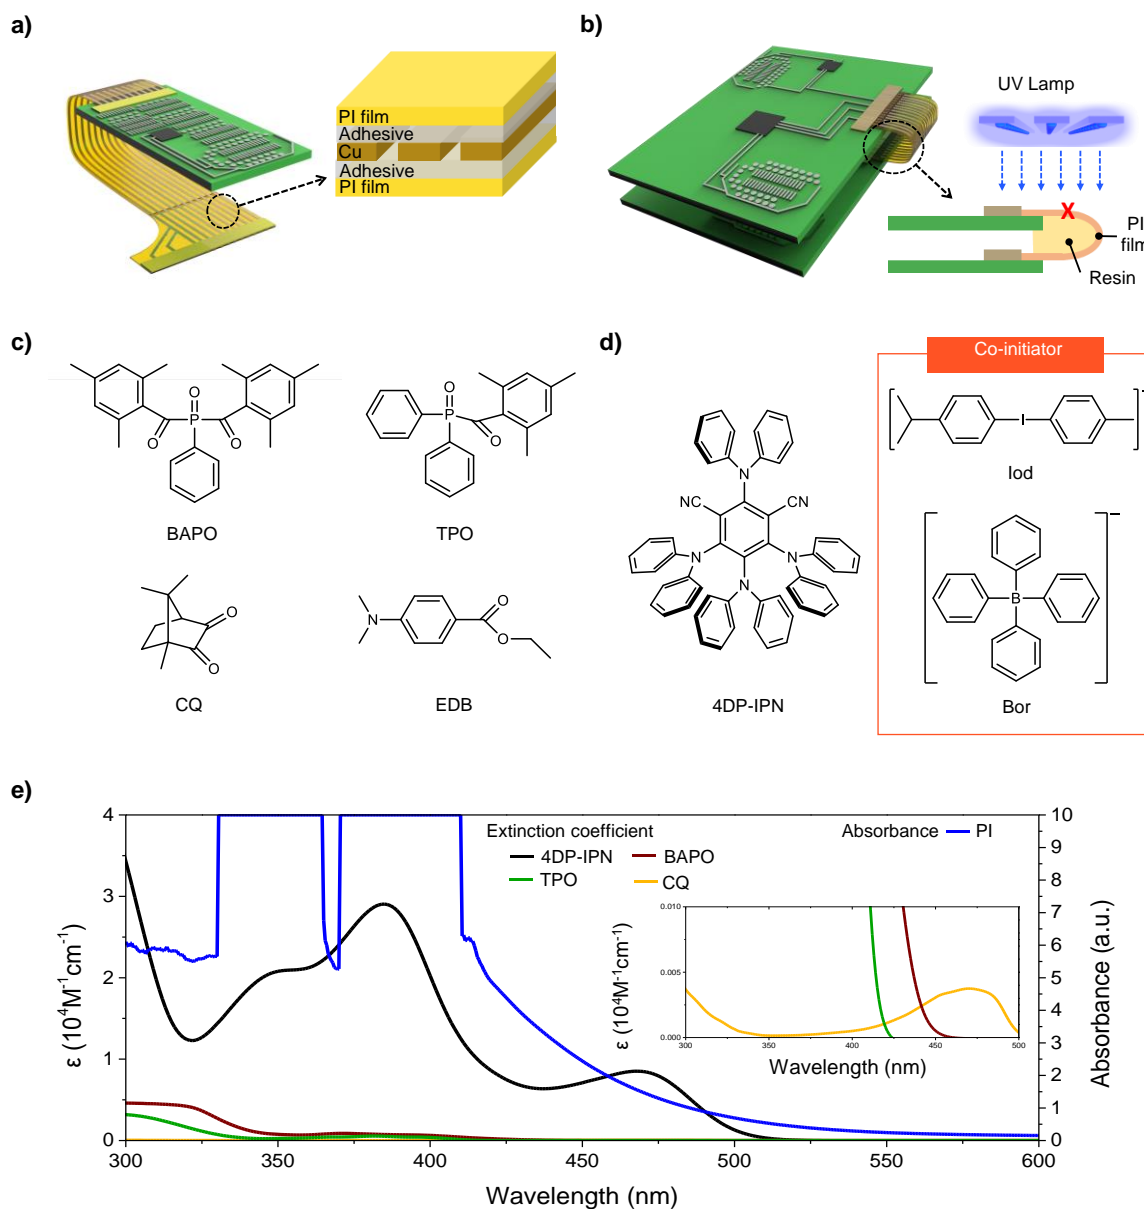 a)
PI film
Adhesive
Cu
Adhesive
PI film
b)
UV Lamp
X
PI
film
Resin
c)
O
P
O
O
BAPO
O
P
O
TPO
O
O
CQ
N
O
O
EDB
d)
N
NC
CN
N
N
N
4DP-IPN
Co-initiator
I
Iod
B
Bor
e)
Extinction coefficient
4DP-IPN
BAPO
TPO
CQ
Absorbance
PI
4
3
2
1
0
ε (10⁴M⁻¹cm⁻¹)
10
9
8
7
6
5
4
3
2
1
0
Absorbance (a.u.)
0.010
0.005
0.000
ε (10⁴M⁻¹cm⁻¹)
300 350 400 450 500
Wavelength (nm)
300 350 400 450 500 550 600
Wavelength (nm)